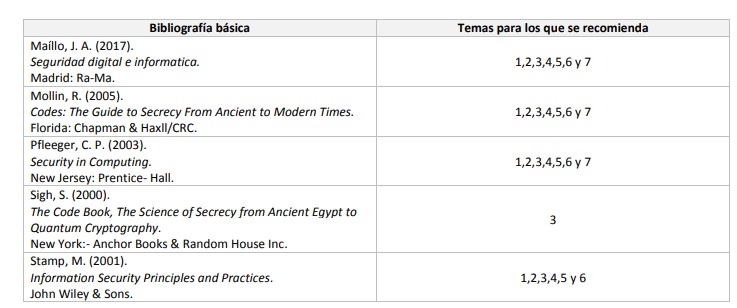 Bibliografía básica
Temas para los que se recomienda
Maíllo, J. A. (2017).
Seguridad digital e informatica.
Madrid: Ra-Ma.
1,2,3,4,5,6 y 7
Mollin, R. (2005).
Codes: The Guide to Secrecy From Ancient to Modern Times.
Florida: Chapman & Haxll/CRC.
1,2,3,4,5,6 y 7
Pfleeger, C. P. (2003).
Security in Computing.
New Jersey: Prentice- Hall.
1,2,3,4,5,6 y 7
Sigh, S. (2000).
The Code Book, The Science of Secrecy from Ancient Egypt to
Quantum Cryptography.
New York:- Anchor Books & Random House Inc.
3
Stamp, M. (2001).
Information Security Principles and Practices.
John Wiley & Sons.
1,2,3,4,5 y 6